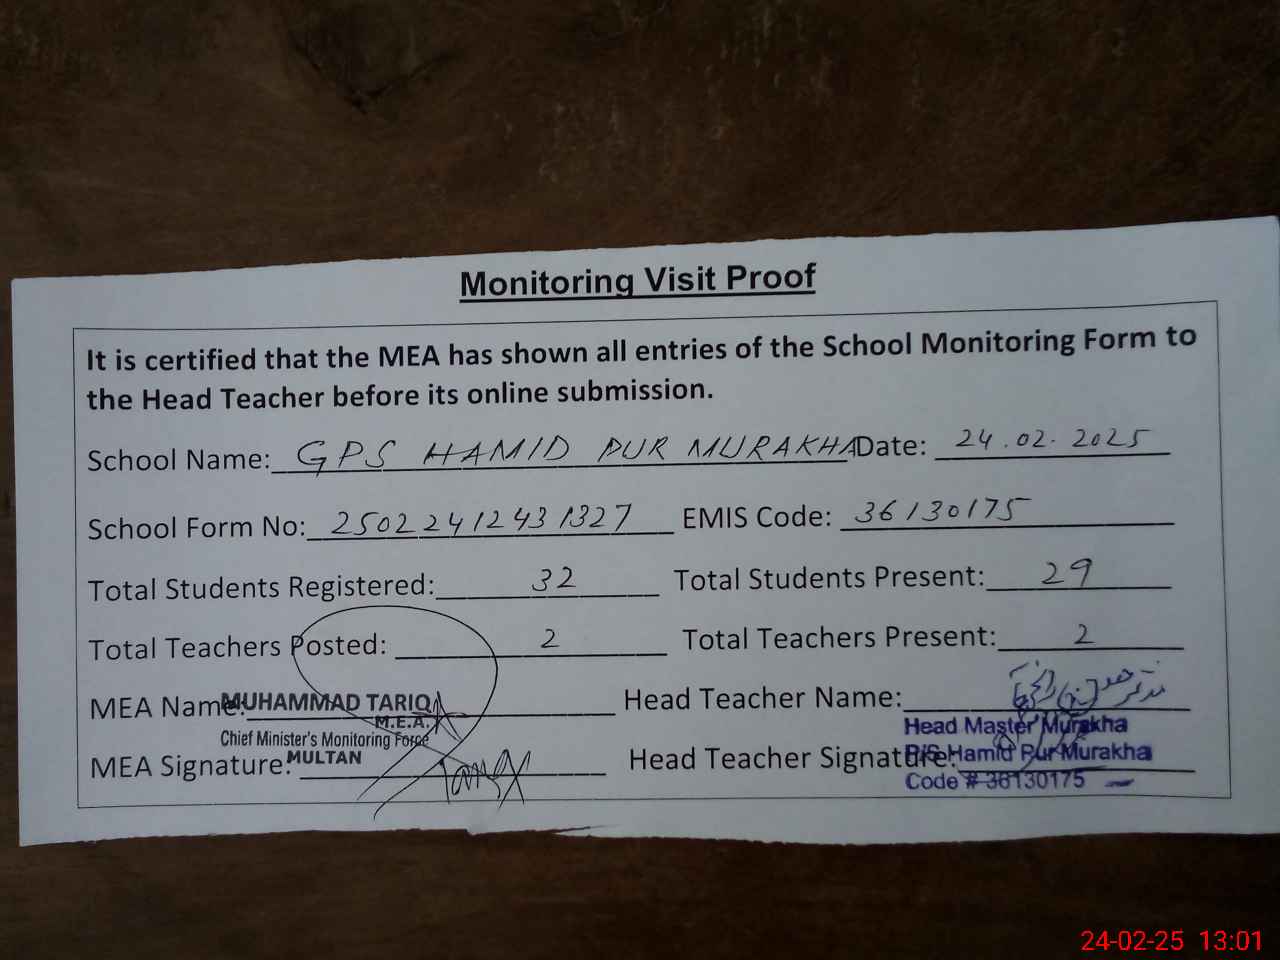 Monitoring Visit Proof
It is certified that the MEA has shown all entries of the School Monitoring Form to
the Head Teacher before its online submission.
School Name: GPS HAMID PUR MURAKHA Date: 24.02.2025
School Form No: 25022412431327 EMIS Code: 36130175
Total Students Registered: 32 Total Students Present: 29
Total Teachers Posted: 2 Total Teachers Present: 2
MEA Name: MUHAMMAD TARIQ Head Teacher Name:
M.E.A. Head Master Murakha
Chief Minister's Monitoring Force
MEA Signature: MULTAN Head Teacher Signature: P/S Hamid Pur Murakha
Code # 36130175
24-02-25 13:01